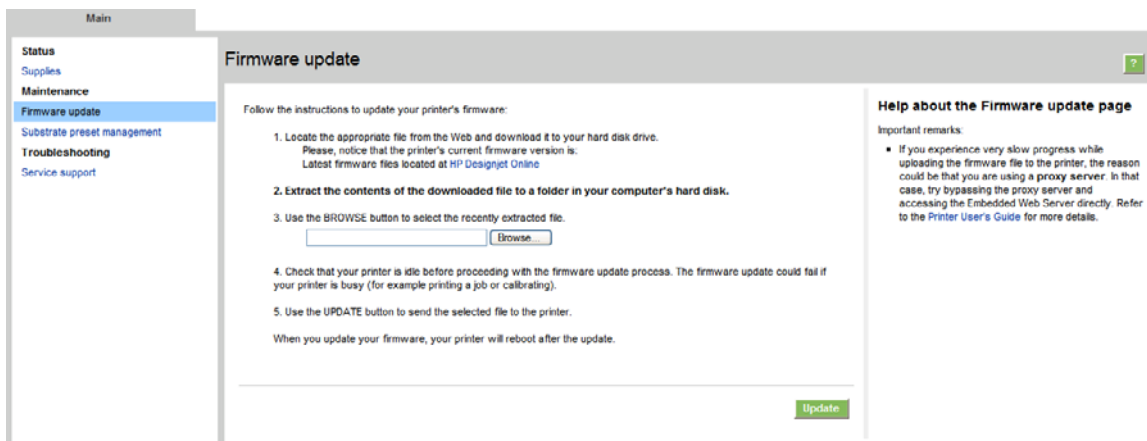 Main
Status
Supplies
Maintenance
Firmware update
Substrate preset management
Troubleshooting
Service support
Firmware update
?
Follow the instructions to update your printer's firmware:
1. Locate the appropriate file from the Web and download it to your hard disk drive.
Please, notice that the printer's current firmware version is:
Latest firmware files located at HP Designjet Online
2. Extract the contents of the downloaded file to a folder in your computer's hard disk.
3. Use the BROWSE button to select the recently extracted file.
Browse...
4. Check that your printer is idle before proceeding with the firmware update process. The firmware update could fail if
your printer is busy (for example printing a job or calibrating).
5. Use the UPDATE button to send the selected file to the printer.
When you update your firmware, your printer will reboot after the update.
Update
Help about the Firmware update page
Important remarks:
If you experience very slow progress while
uploading the firmware file to the printer, the reason
could be that you are using a proxy server. In that
case, try bypassing the proxy server and
accessing the Embedded Web Server directly. Refer
to the Printer User's Guide for more details.